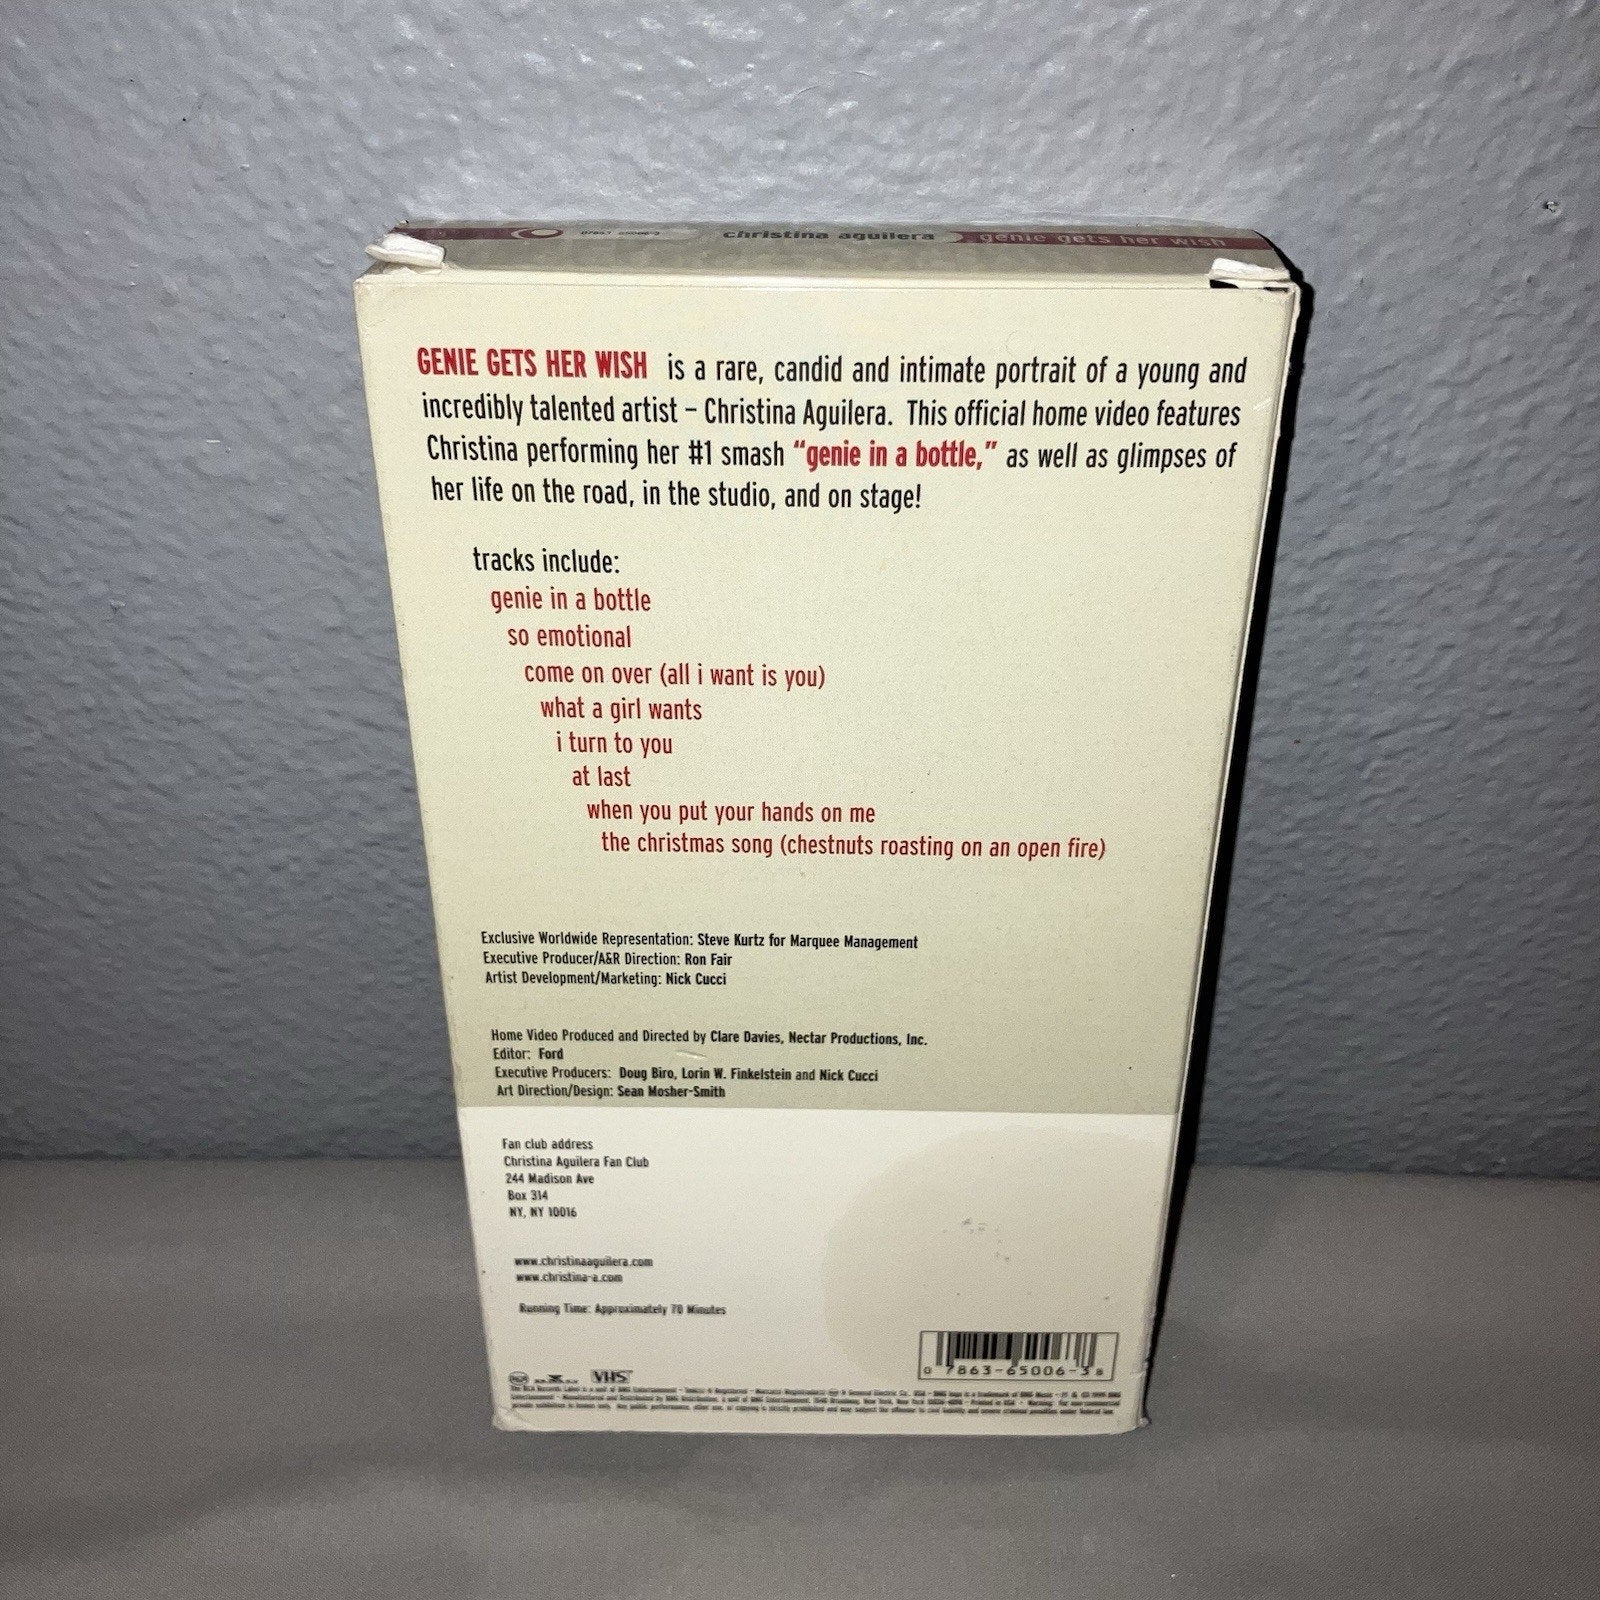 christina aguilera genie gets her wish
GENIE GETS HER WISH is a rare, candid and intimate portrait of a young and
incredibly talented artist – Christina Aguilera. This official home video features
Christina performing her #1 smash “genie in a bottle,” as well as glimpses of
her life on the road, in the studio, and on stage!
tracks include:
genie in a bottle
so emotional
come on over (all i want is you)
what a girl wants
i turn to you
at last
when you put your hands on me
the christmas song (chestnuts roasting on an open fire)
Exclusive Worldwide Representation: Steve Kurtz for Marquee Management
Executive Producer/A&R Direction: Ron Fair
Artist Development/Marketing: Nick Cucci
Home Video Produced and Directed by Clare Davies, Nectar Productions, Inc.
Editor: Ford
Executive Producers: Doug Biro, Lorin W. Finkelstein and Nick Cucci
Art Direction/Design: Sean Mosher-Smith
Fan club address
Christina Aguilera Fan Club
244 Madison Ave
Box 314
NY, NY 10016
www.christinaaguilera.com
www.christina-a.com
Running Time: Approximately 70 Minutes
0 7863-65006-3 8
VHS